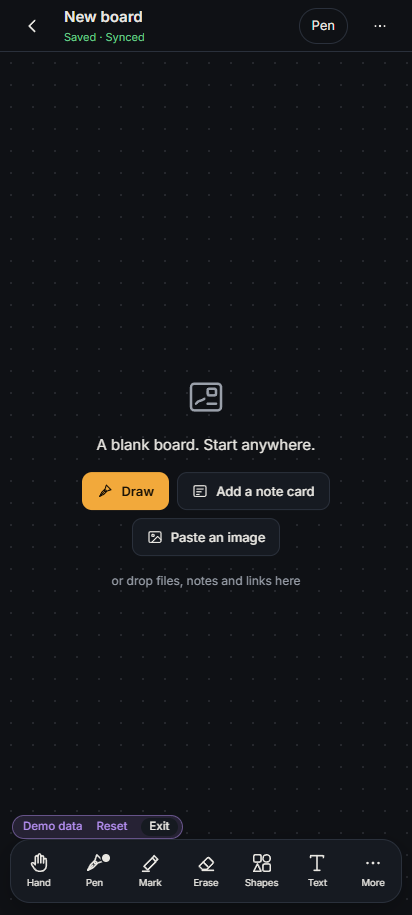 New board
Saved · Synced
Pen
A blank board. Start anywhere.
Draw
Add a note card
Paste an image
or drop files, notes and links here
Demo data Reset Exit
Hand Pen Mark Erase Shapes Text More